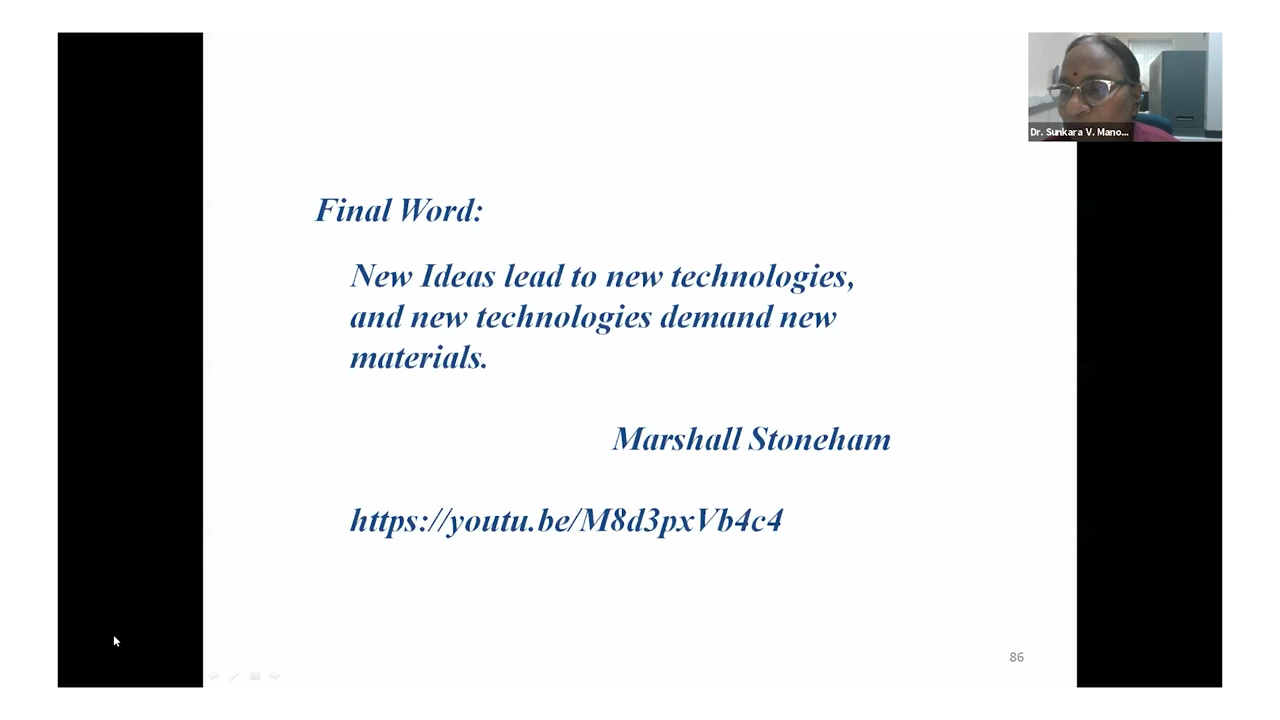 Dr. Sunkara V. Mano...
Final Word:
New Ideas lead to new technologies,
and new technologies demand new
materials.
Marshall Stoneham
https://youtu.be/M8d3pxVb4c4
86